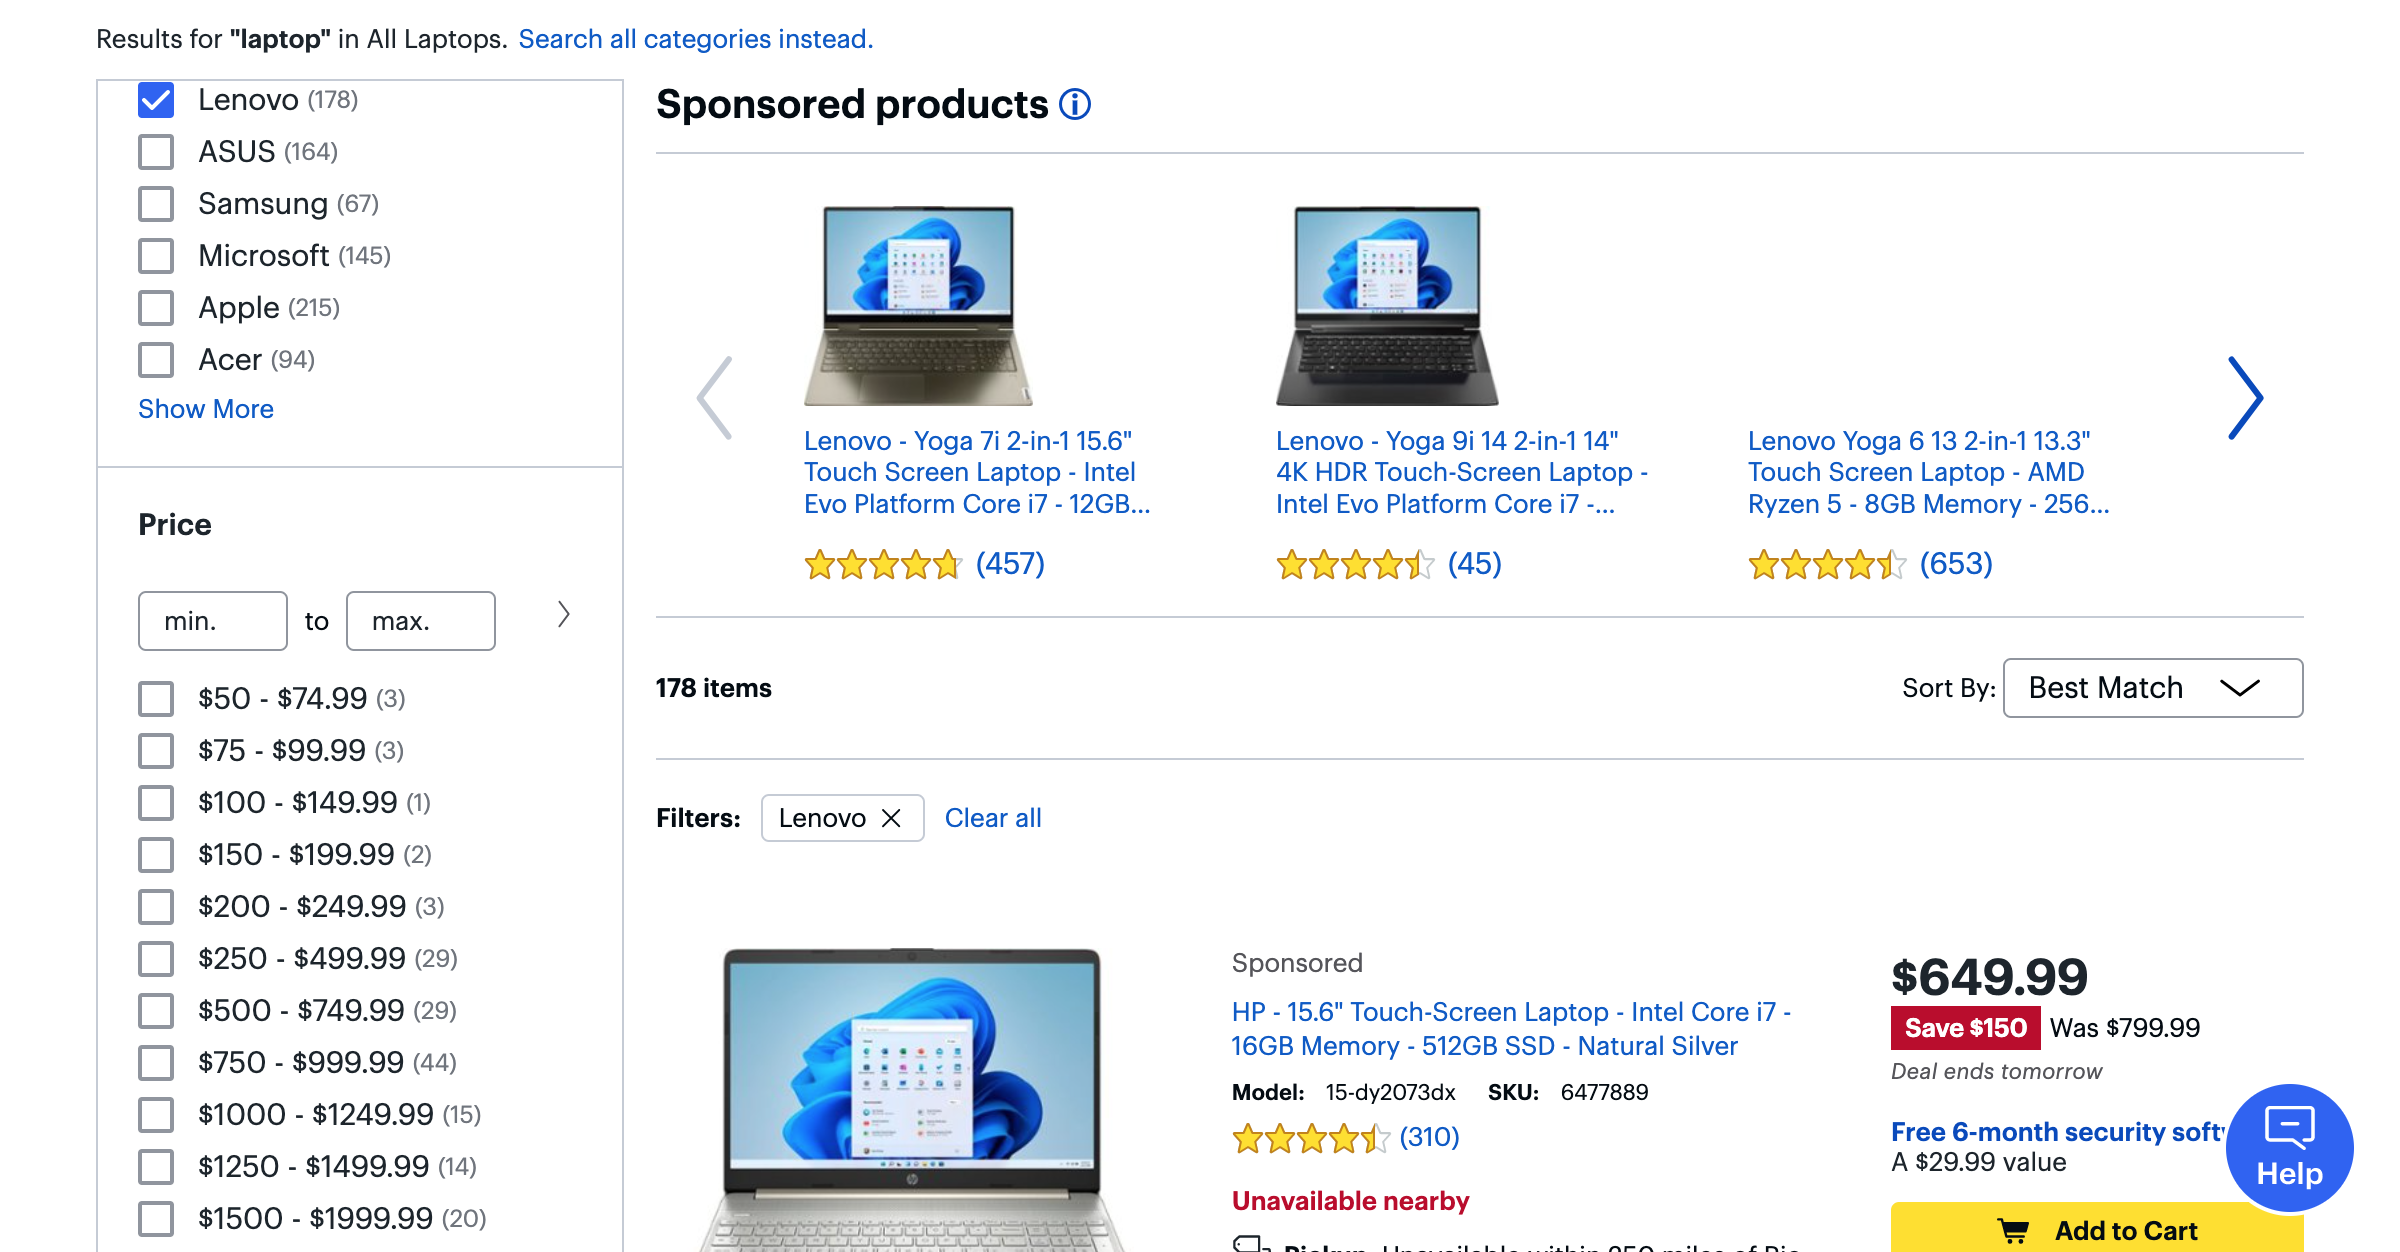 Results for "laptop" in All Laptops. Search all categories instead.
Lenovo (178)
ASUS (164)
Samsung (67)
Microsoft (145)
Apple (215)
Acer (94)
Show More
Price
min. to max.
$50 - $74.99 (3)
$75 - $99.99 (3)
$100 - $149.99 (1)
$150 - $199.99 (2)
$200 - $249.99 (3)
$250 - $499.99 (29)
$500 - $749.99 (29)
$750 - $999.99 (44)
$1000 - $1249.99 (15)
$1250 - $1499.99 (14)
$1500 - $1999.99 (20)
Sponsored products
Lenovo - Yoga 7i 2-in-1 15.6"
Touch Screen Laptop - Intel
Evo Platform Core i7 - 12GB...
(457)
Lenovo - Yoga 9i 14 2-in-1 14"
4K HDR Touch-Screen Laptop -
Intel Evo Platform Core i7 -...
(45)
Lenovo Yoga 6 13 2-in-1 13.3"
Touch Screen Laptop - AMD
Ryzen 5 - 8GB Memory - 256...
(653)
178 items
Sort By: Best Match
Filters: Lenovo Clear all
Sponsored
HP - 15.6" Touch-Screen Laptop - Intel Core i7 -
16GB Memory - 512GB SSD - Natural Silver
Model: 15-dy2073dx SKU: 6477889
(310)
Unavailable nearby
Pickup: Unavailable within 250 miles of
$649.99
Save $150 Was $799.99
Deal ends tomorrow
Free 6-month security
A $29.99 value
Add to Cart
Help